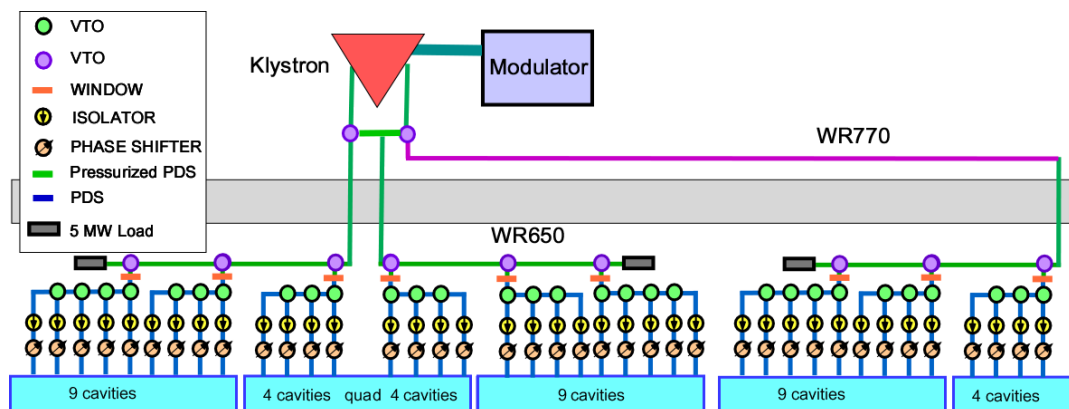 VTO
VTO
WINDOW
ISOLATOR
PHASE SHIFTER
Pressurized PDS
PDS
5 MW Load
Klystron
Modulator
WR770
WR650
9 cavities
4 cavities quad 4 cavities
9 cavities
9 cavities
4 cavities